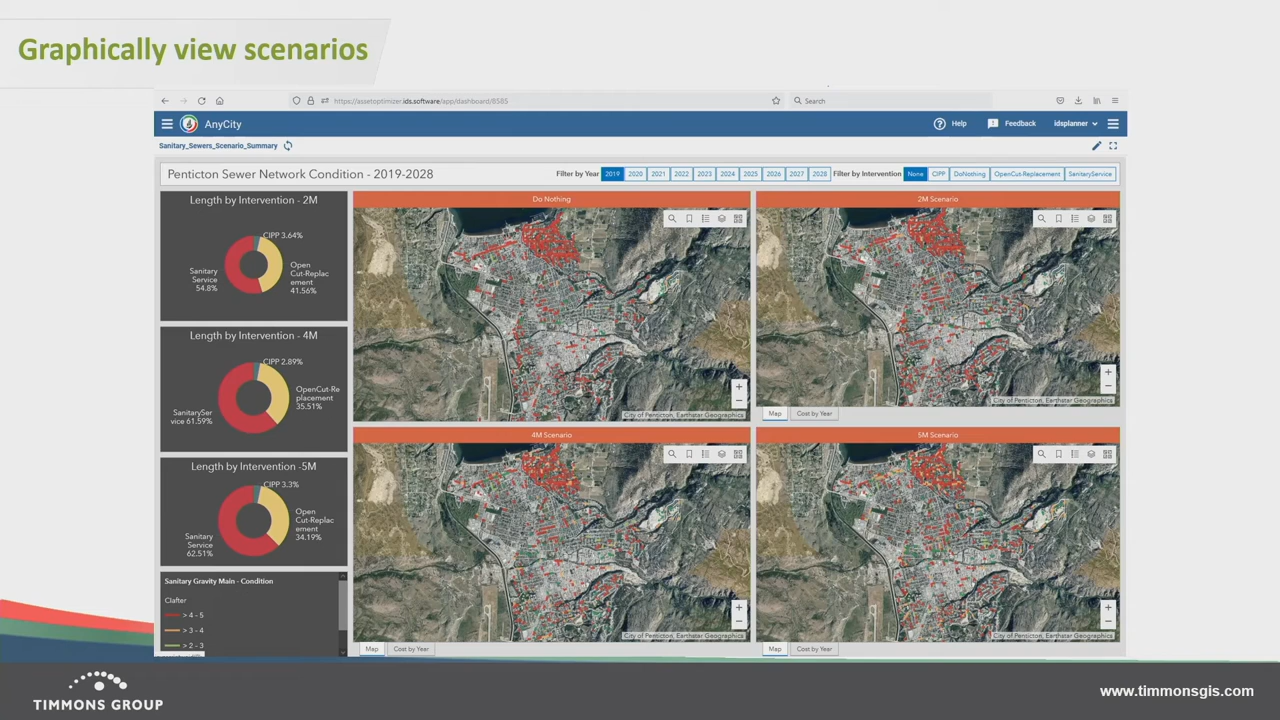 Graphically view scenarios
https://assetoptimizer.ids.software/app/dashboard/8585
Search
AnyCity
Help
Feedback
idsplanner
Sanitary_Sewers_Scenario_Summary
Penticton Sewer Network Condition - 2019-2028
Filter by Year
2019 2020 2021 2022 2023 2024 2025 2026 2027 2028
Filter by Intervention
None CIPP DoNothing OpenCut.Replacement SanitaryService
Length by Intervention - 2M
CIPP 3.64%
Open
Cut-Replac
ement
41.56%
Sanitary
Service
54.8%
Length by Intervention - 4M
CIPP 2.89%
OpenCut-Re
placement
35.51%
SanitarySer
vice 61.59%
Length by Intervention -5M
CIPP 3.3%
Open
Cut-Replac
ement
34.19%
Sanitary
Service
62.51%
Sanitary Gravity Main - Condition
CIafter
> 4 - 5
> 3 - 4
> 2 - 3
Do Nothing
City of Penticton, Earthstar Geographics
2M Scenario
City of Penticton, Earthstar Geographics
Map Cost by Year
4M Scenario
City of Penticton, Earthstar Geographics
Map Cost by Year
5M Scenario
City of Penticton, Earthstar Geographics
Map Cost by Year
TIMMONS GROUP
www.timmonsgis.com